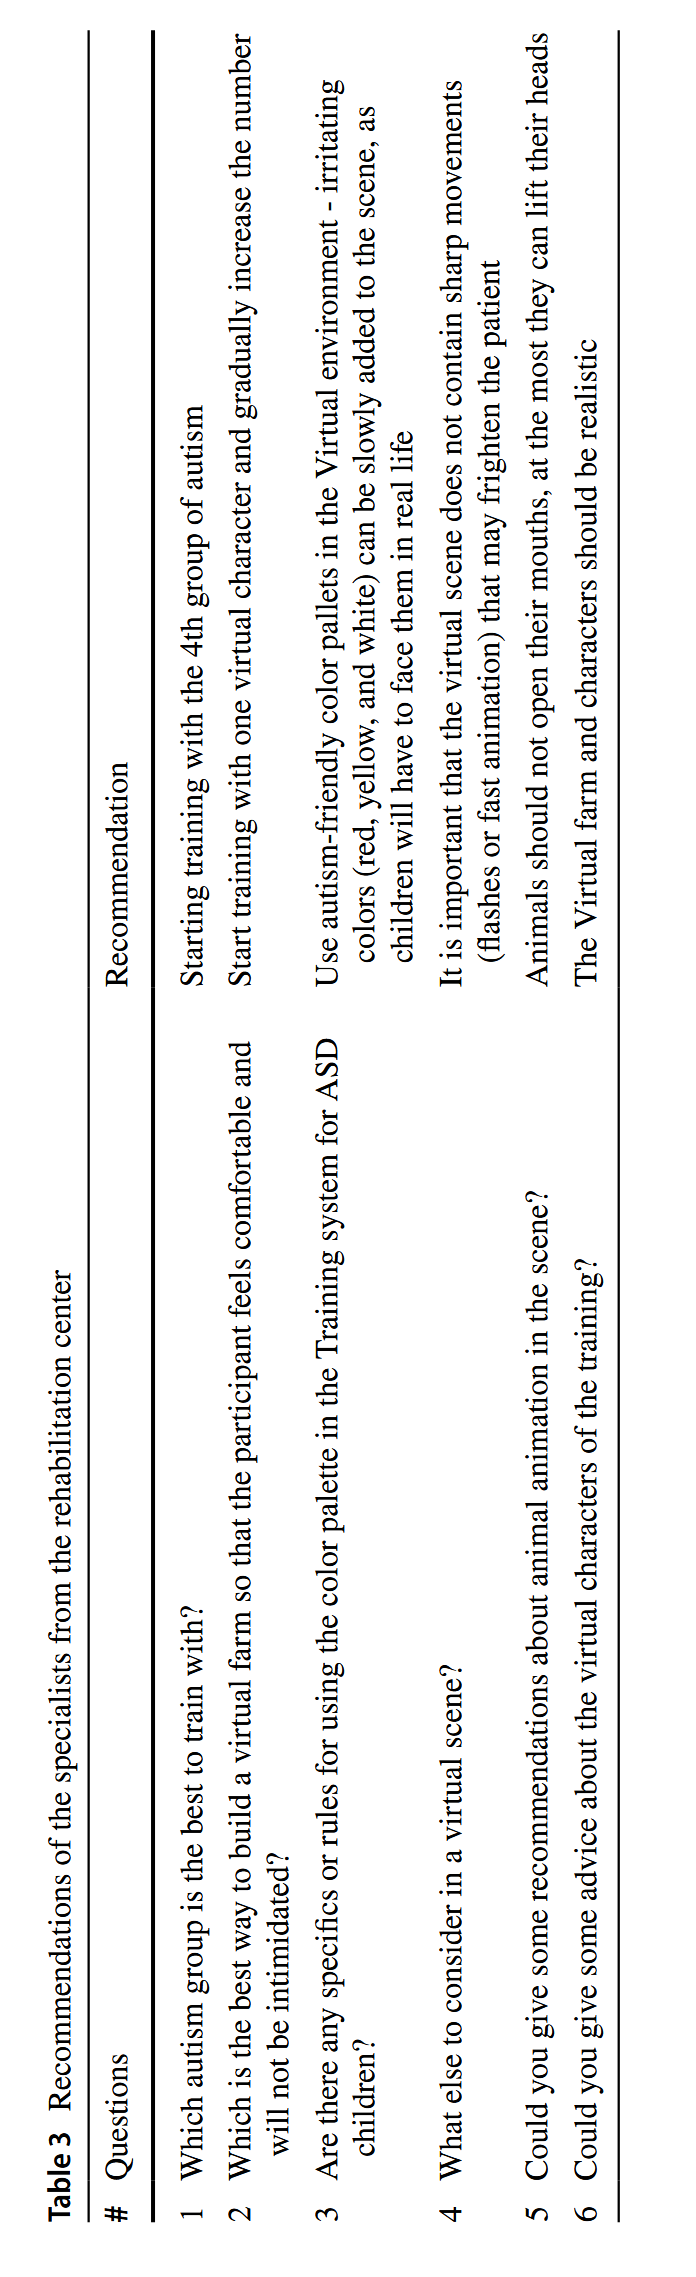 Table 3 Recommendations of the specialists from the rehabilitation center
# Questions Recommendation
1 Which autism group is the best to train with? Starting training with the 4th group of autism
2 Which is the best way to build a virtual farm so that the participant feels comfortable and Start training with one virtual character and gradually increase the number
will not be intimidated?
3 Are there any specifics or rules for using the color palette in the Training system for ASD Use autism-friendly color pallets in the Virtual environment - irritating
children? colors (red, yellow, and white) can be slowly added to the scene, as
children will have to face them in real life
4 What else to consider in a virtual scene? It is important that the virtual scene does not contain sharp movements
(flashes or fast animation) that may frighten the patient
5 Could you give some recommendations about animal animation in the scene? Animals should not open their mouths, at the most they can lift their heads
6 Could you give some advice about the virtual characters of the training? The Virtual farm and characters should be realistic